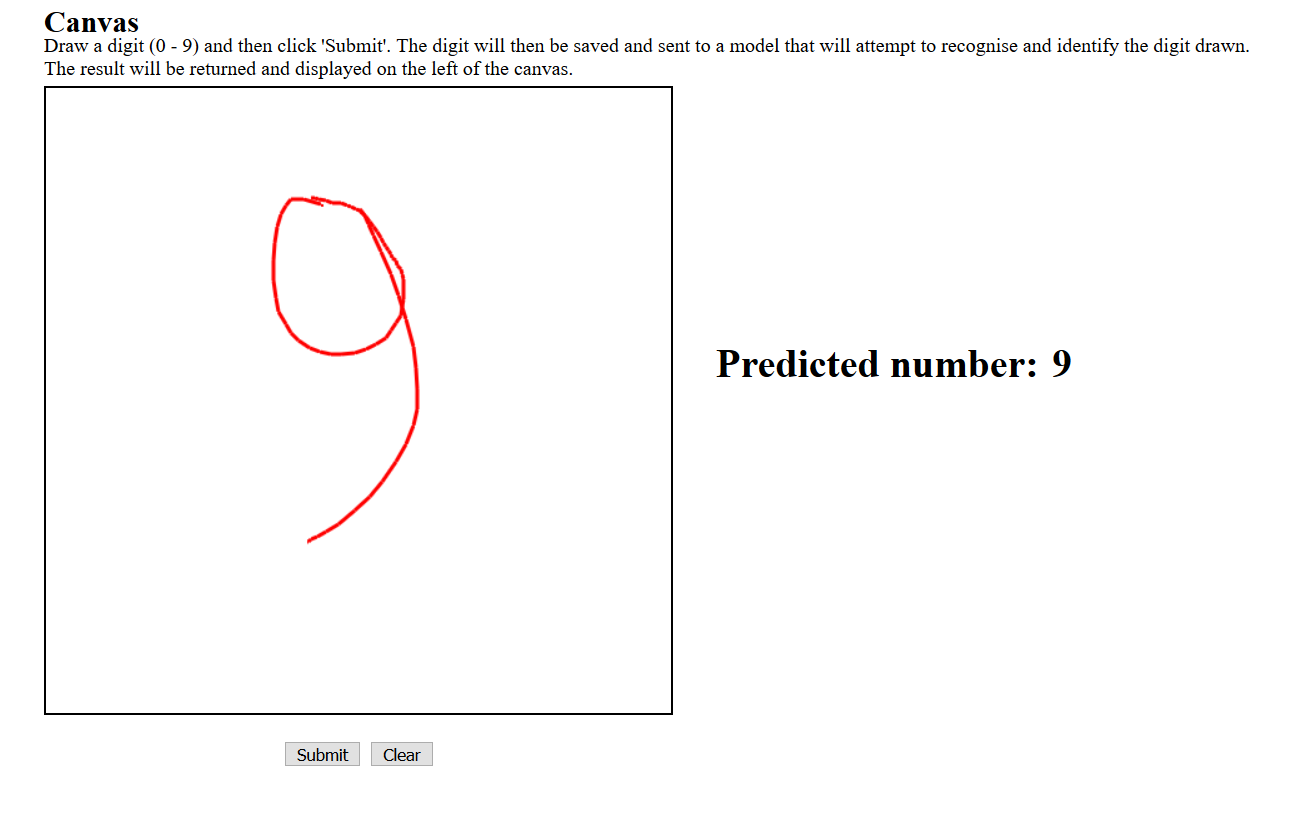 Canvas
Draw a digit (0 - 9) and then click 'Submit'. The digit will then be saved and sent to a model that will attempt to recognise and identify the digit drawn.
The result will be returned and displayed on the left of the canvas.
9
Predicted number: 9
Submit Clear